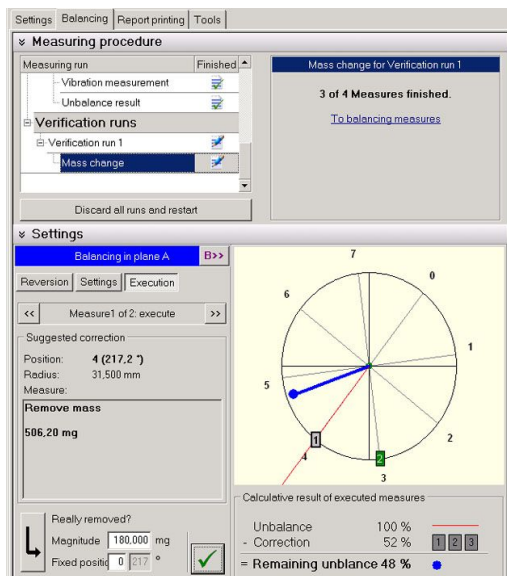 Settings Balancing Report printing Tools
Measuring procedure
Measuring run Finished
Vibration measurement
Unbalance result
Verification runs
Verification run 1
Mass change
Discard all runs and restart
Mass change for Verification run 1
3 of 4 Measures finished.
To balancing measures
Settings
Balancing in plane A B>>
Reversion Settings Execution
<< Measure1 of 2: execute >>
Suggested correction
Position: 4 (217,2 °)
Radius: 31,500 mm
Measure:
Remove mass
506,20 mg
Really removed?
Magnitude 180,000 mg
Fixed positic 0 217 °
7
0
6
1
5
2
1
4
2
3
Calculative result of executed measures
Unbalance 100 %
- Correction 52 % 1 2 3
= Remaining unblance 48 %